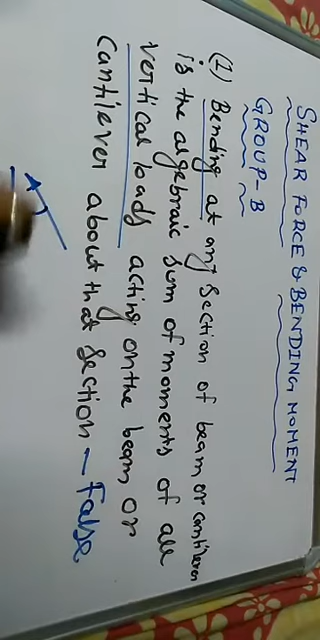 SHEAR FORCE & BENDING MOMENT
GROUP-B
(1) Bending at any section of beam or cantilever
is the algebraic sum of moments of all
vertical loads acting on the beam or
cantilever about that section - False